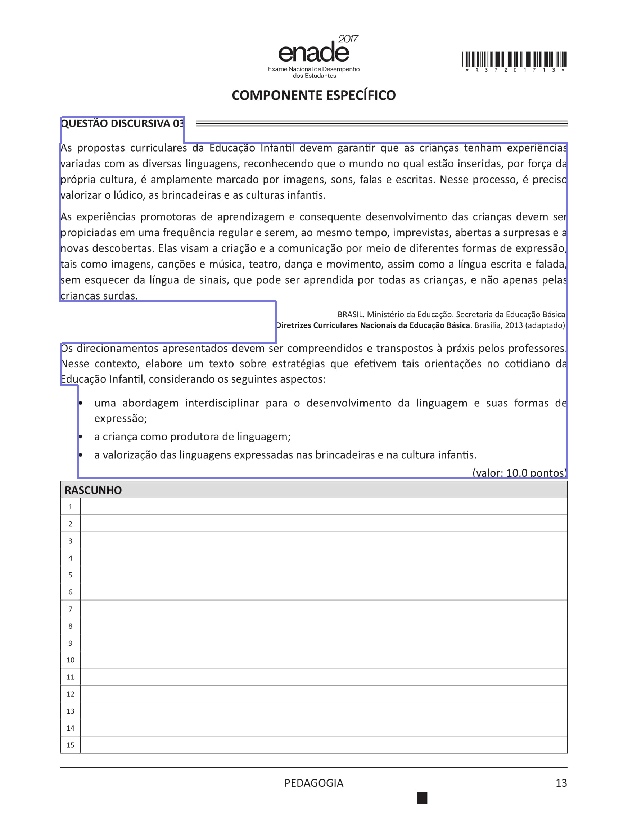 enade 2017
Exame Nacional de Desempenho
dos Estudantes
*R137201713*
COMPONENTE ESPECÍFICO
QUESTÃO DISCURSIVA 03
As propostas curriculares da Educação Infantil devem garantir que as crianças tenham experiências
variadas com as diversas linguagens, reconhecendo que o mundo no qual estão inseridas, por força da
própria cultura, é amplamente marcado por imagens, sons, falas e escritas. Nesse processo, é preciso
valorizar o lúdico, as brincadeiras e as culturas infantis.
As experiências promotoras de aprendizagem e consequente desenvolvimento das crianças devem ser
propiciadas em uma frequência regular e serem, ao mesmo tempo, imprevistas, abertas a surpresas e a
novas descobertas. Elas visam a criação e a comunicação por meio de diferentes formas de expressão,
tais como imagens, canções e música, teatro, dança e movimento, assim como a língua escrita e falada,
sem esquecer da língua de sinais, que pode ser aprendida por todas as crianças, e não apenas pelas
crianças surdas.
BRASIL. Ministério da Educação. Secretaria da Educação Básica.
Diretrizes Curriculares Nacionais da Educação Básica. Brasília, 2013 (adaptado).
Os direcionamentos apresentados devem ser compreendidos e transpostos à práxis pelos professores.
Nesse contexto, elabore um texto sobre estratégias que efetivem tais orientações no cotidiano da
Educação Infantil, considerando os seguintes aspectos:
• uma abordagem interdisciplinar para o desenvolvimento da linguagem e suas formas de
expressão;
• a criança como produtora de linguagem;
• a valorização das linguagens expressadas nas brincadeiras e na cultura infantis.
(valor: 10,0 pontos)
RASCUNHO
1
2
3
4
5
6
7
8
9
10
11
12
13
14
15
PEDAGOGIA
13